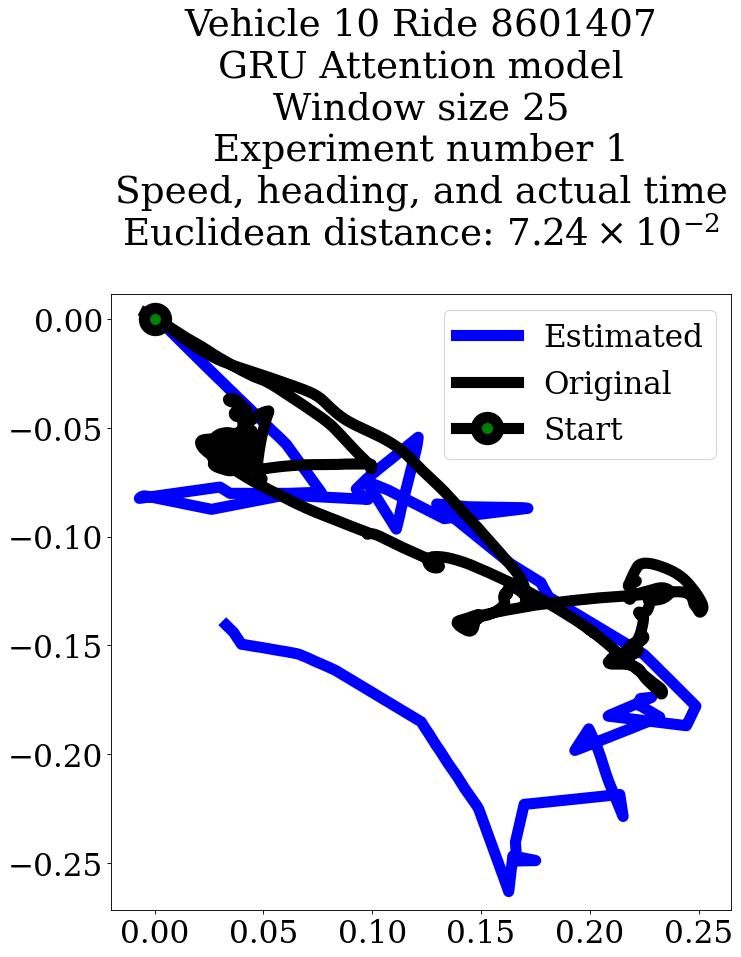 Vehicle 10 Ride 8601407
GRU Attention model
Window size 25
Experiment number 1
Speed, heading, and actual time
Euclidean distance: 7.24 × 10⁻²
Estimated
Original
Start
0.00
−0.05
−0.10
−0.15
−0.20
−0.25
0.00 0.05 0.10 0.15 0.20 0.25